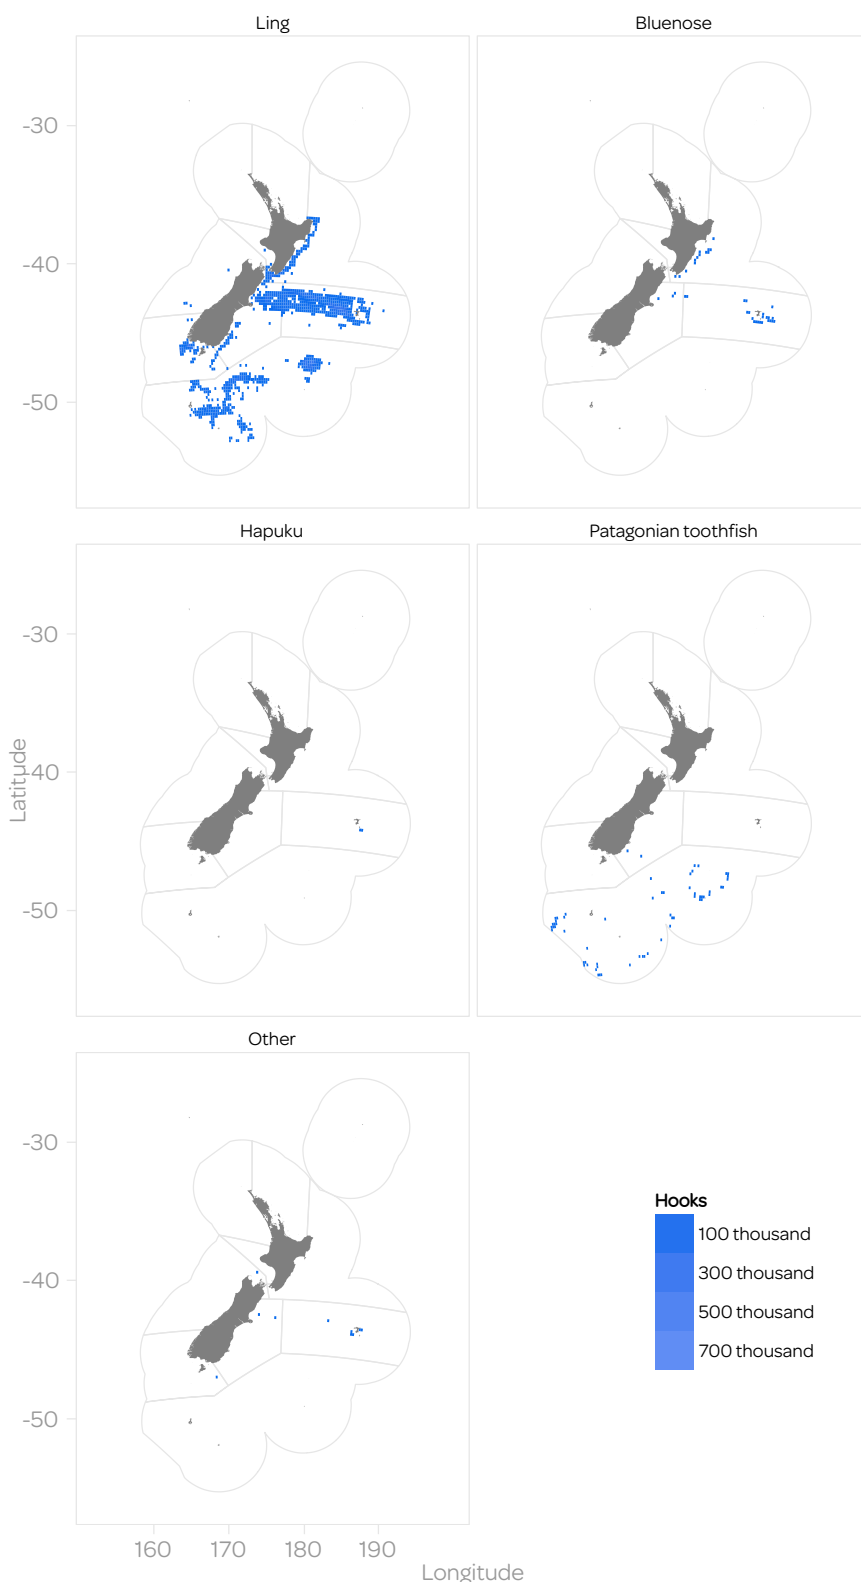 Ling
Bluenose
-30
-40
-50
Hapuku
Patagonian toothfish
-30
-40
-50
Latitude
Other
-30
-40
-50
Hooks
100 thousand
300 thousand
500 thousand
700 thousand
160 170 180 190
Longitude